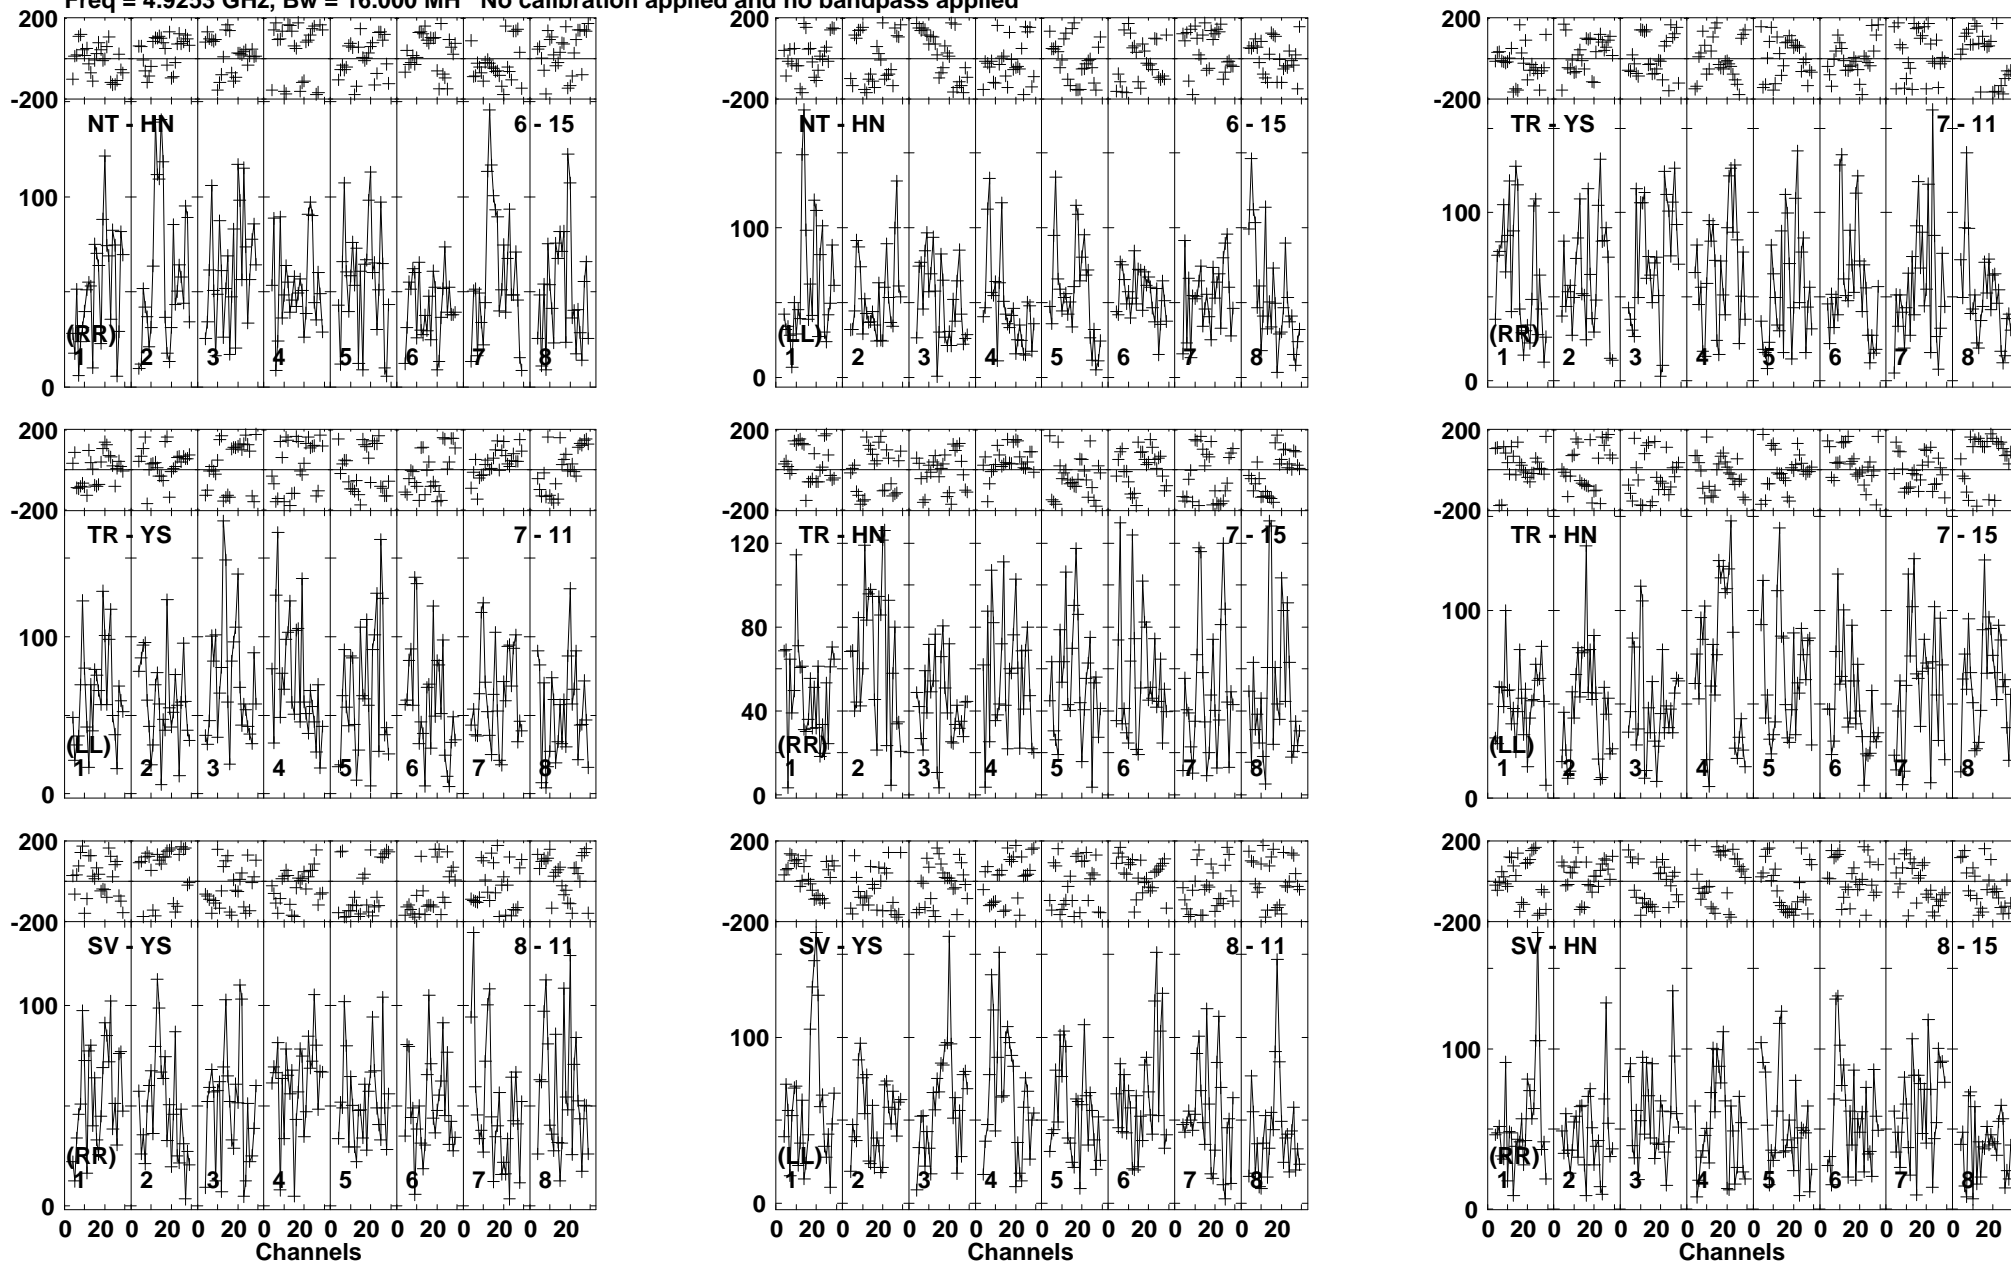 Freq = 4.9253 GHz, Bw = 16.000 MH No calibration applied and no bandpass applied
200 200 200
-200 -200 -200
NT - HN 6 - 15 NT - HN 6 - 15 TR - YS 7 - 11
100 100 100
(RR) (LL) (RR)
1 2 3 4 5 6 7 8 1 2 3 4 5 6 7 8 1 2 3 4 5 6 7 8
0 0 0
200 200 200
-200 -200 -200
TR - YS 7 - 11 TR - HN 7 - 15 TR - HN 7 - 15
120
100 100
80
40
(LL) (RR) (LL)
1 2 3 4 5 6 7 8 1 2 3 4 5 6 7 8 1 2 3 4 5 6 7 8
0 0 0
200 200 200
-200 -200 -200
SV - YS 8 - 11 SV - YS 8 - 11 SV - HN 8 - 15
100 100 100
(RR) (LL) (RR)
1 2 3 4 5 6 7 8 1 2 3 4 5 6 7 8 1 2 3 4 5 6 7 8
0 0 0
0 20 0 20 0 20 0 20 0 20 0 20 0 20 0 20 0 20 0 20 0 20 0 20 0 20 0 20 0 20 0 20 0 20 0 20 0 20 0 20 0 20 0 20 0 20 0 20
Channels Channels Channels